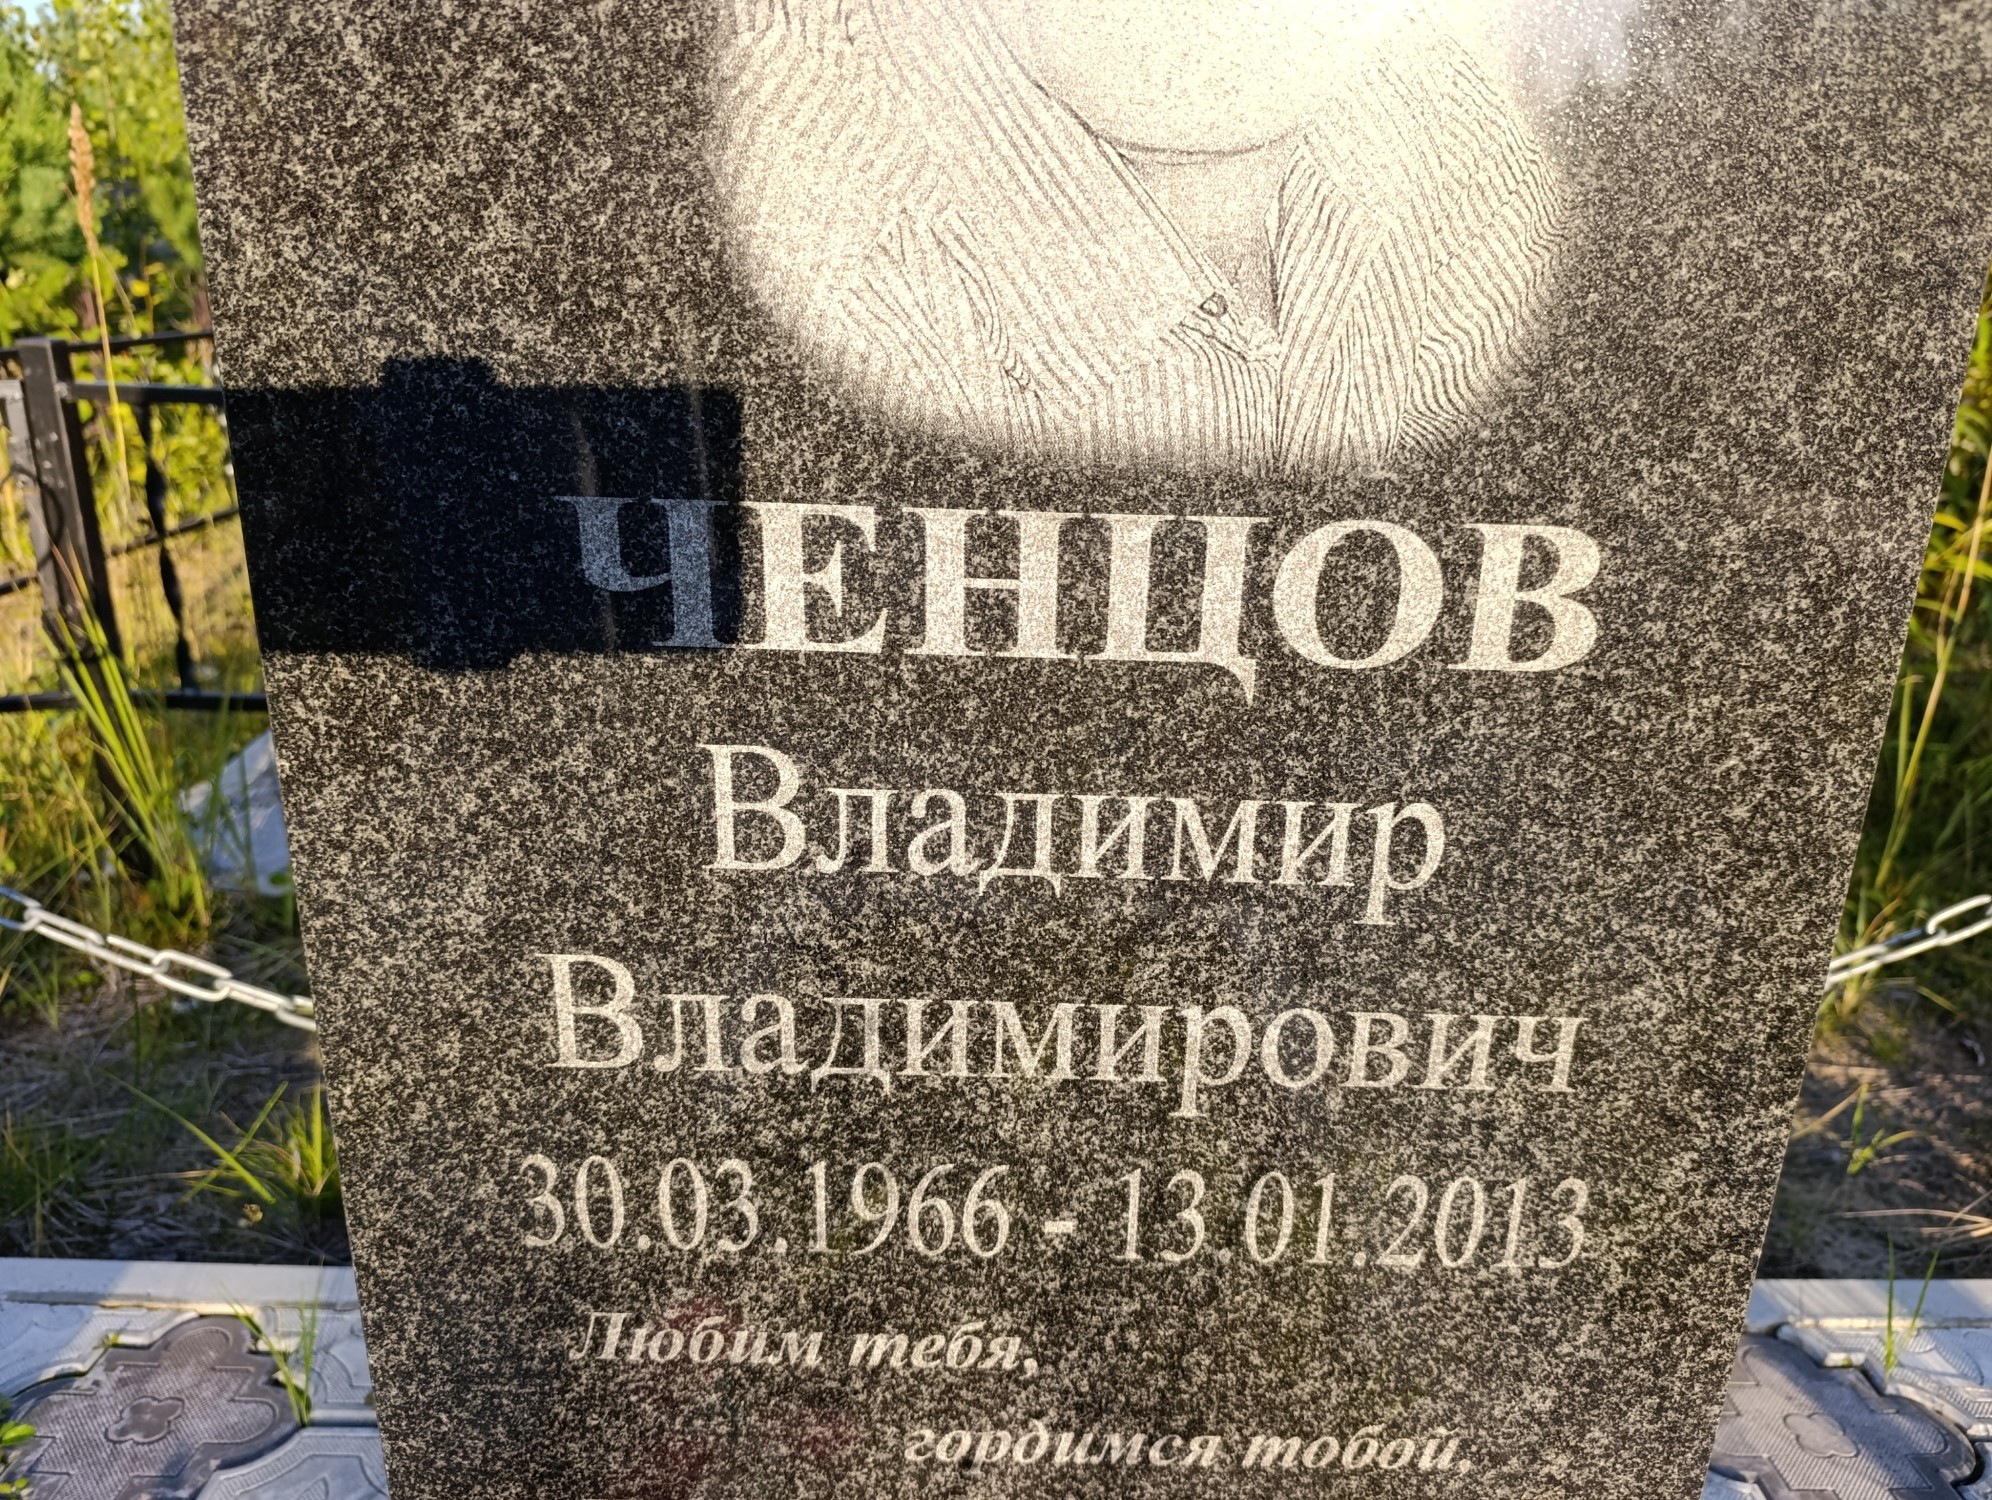 ЧЕНЦОВ
Владимир
Владимирович
30.03.1966 - 13.01.2013
Любим тебя,
гордимся тобой,